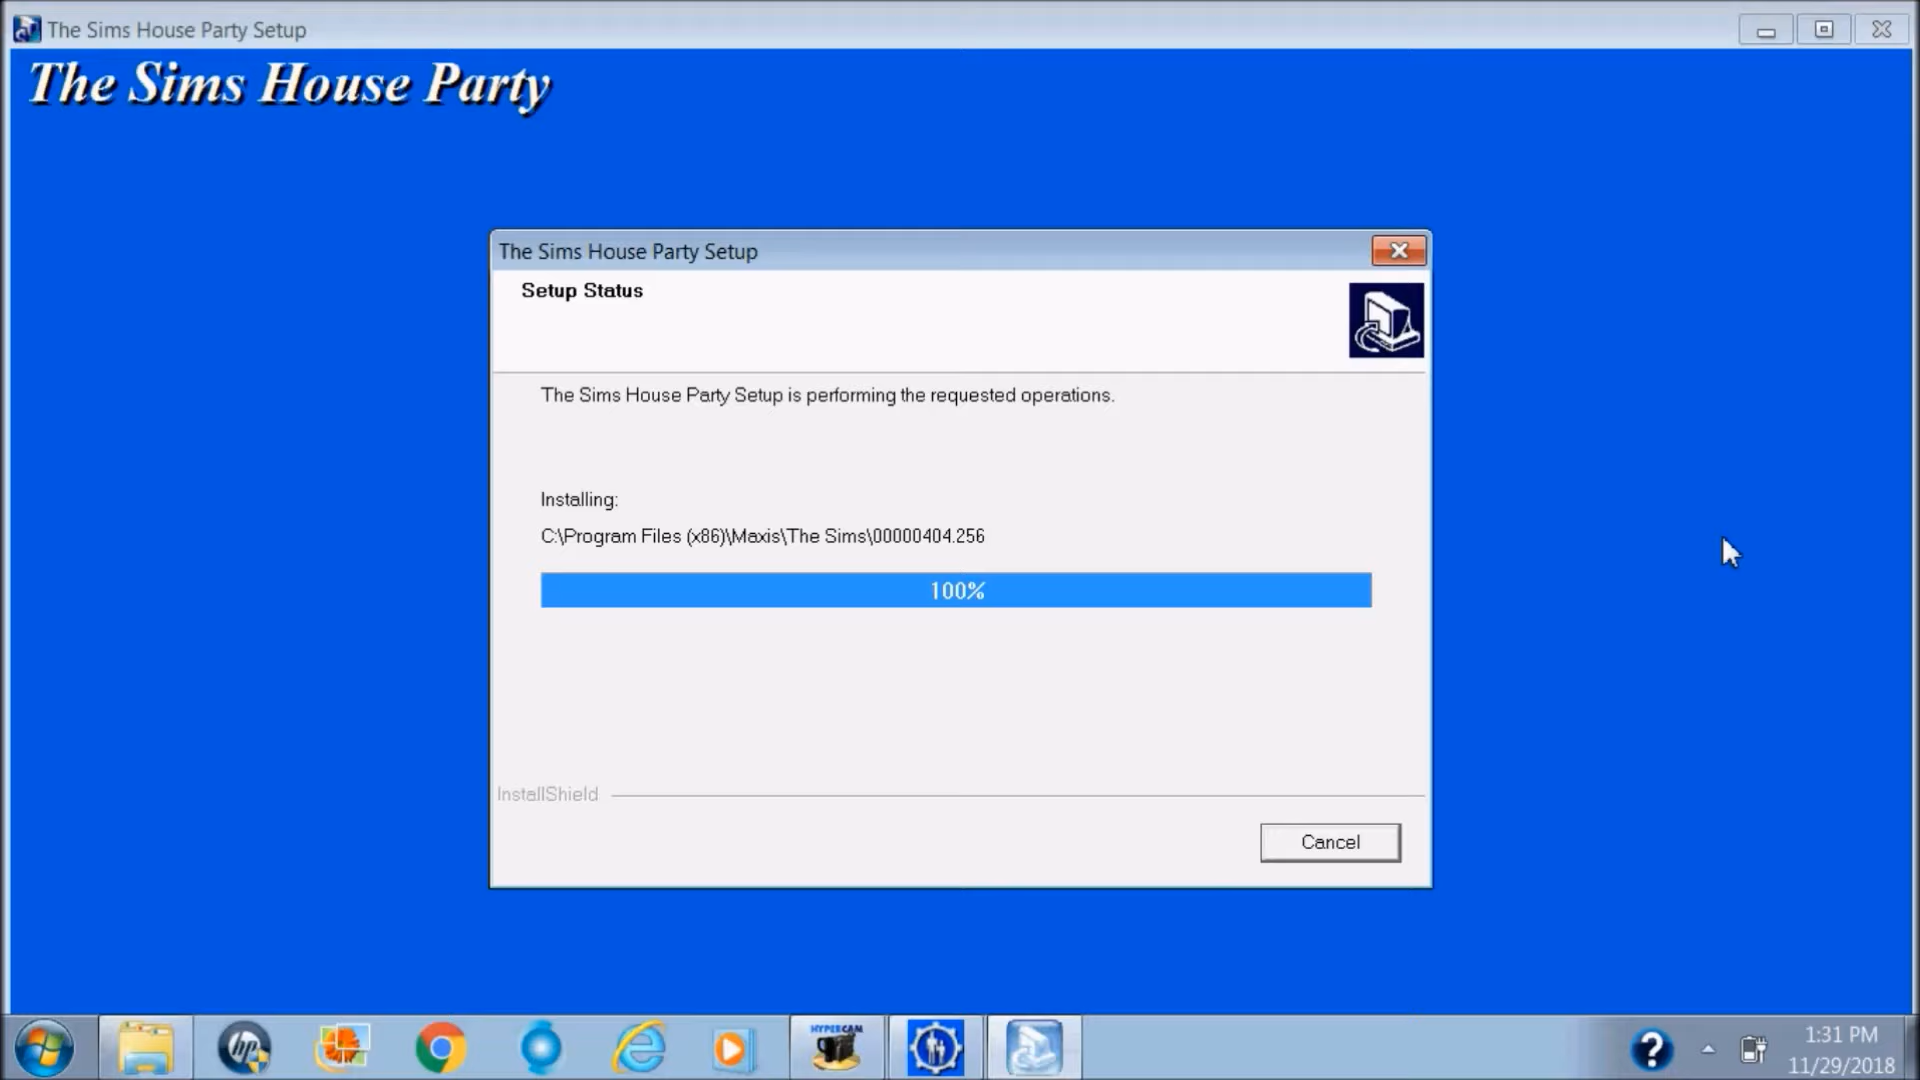 The Sims House Party Setup
The Sims House Party
The Sims House Party Setup
Setup Status
The Sims House Party Setup is performing the requested operations.
Installing:
C:\Program Files (x86)\Maxis\The Sims\00000404.256
100%
InstallShield
Cancel
hp
HYPERCAM
?
1:31 PM
11/29/2018